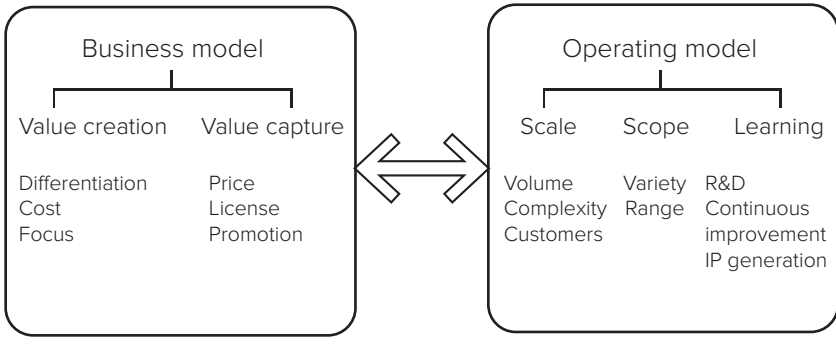 Business model
Value creation
Value capture
Differentiation
Cost
Focus
Price
License
Promotion
Operating model
Scale
Scope
Learning
Volume
Complexity
Customers
Variety
Range
R&D
Continuous
improvement
IP generation